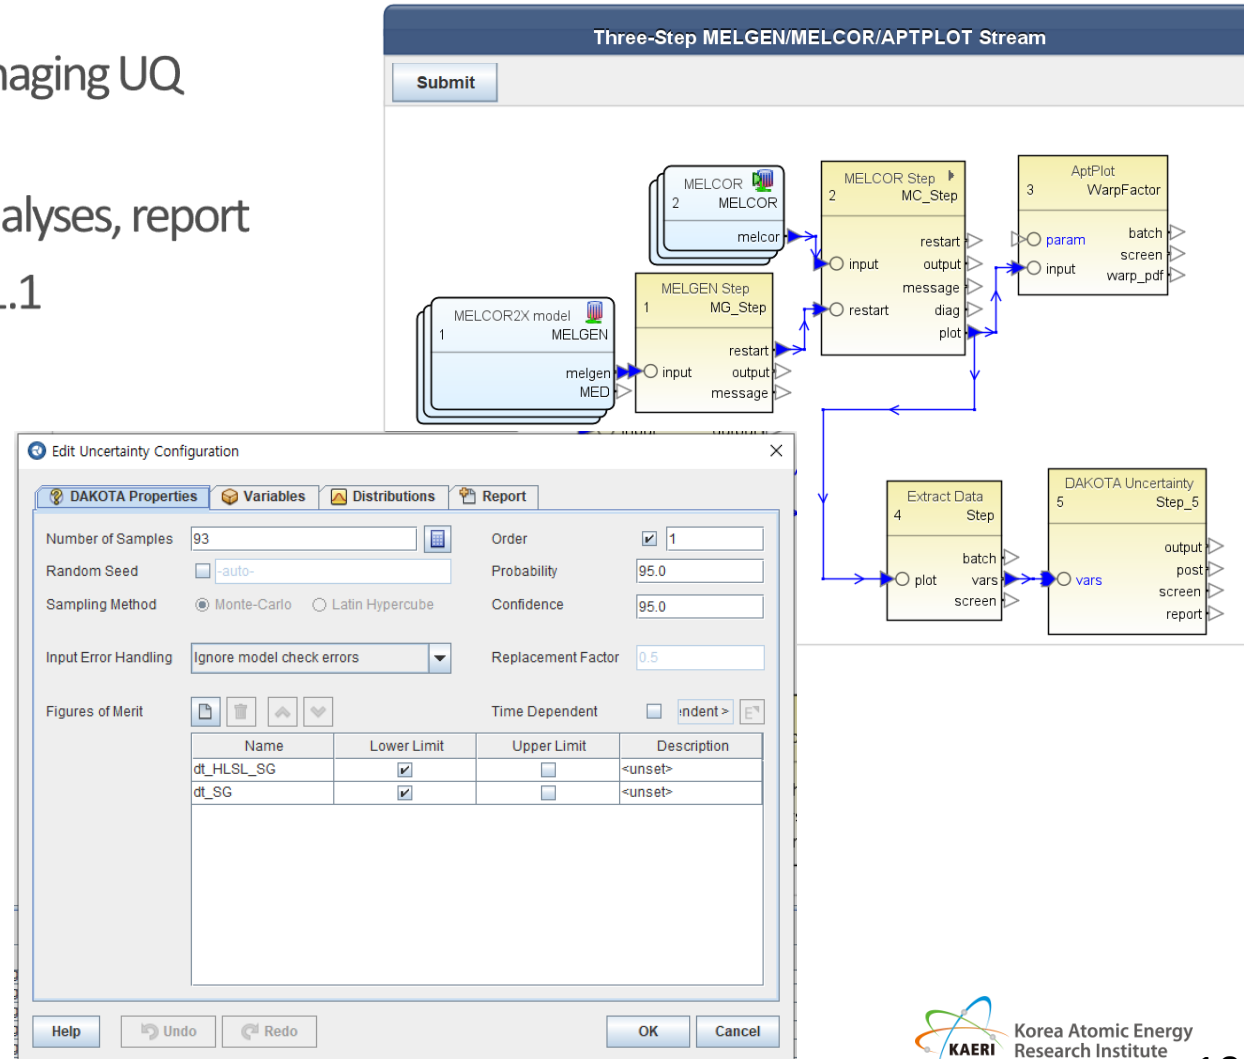 naging UQ
alyses, report
.1
Three-Step MELGEN/MELCOR/APTPLOT Stream
Submit
MELCOR
2 MELCOR
melcor
MELCOR Step
2 MC_Step
restart
input output
message
restart diag
plot
AptPlot
3 WarpFactor
batch
param
screen
input
warp_pdf
MELGEN Step
1 MG_Step
restart
input output
message
MELCOR2X model
1 MELGEN
melgen
MED
Extract Data
4 Step
batch
plot vars
screen
DAKOTA Uncertainty
5 Step_5
output
post
vars
screen
report
Edit Uncertainty Configuration
DAKOTA Properties Variables Distributions Report
Number of Samples 93 Order 1
Random Seed -auto- Probability 95.0
Sampling Method Monte-Carlo Latin Hypercube Confidence 95.0
Input Error Handling Ignore model check errors Replacement Factor 0.5
Figures of Merit Time Dependent endent > E
Name Lower Limit Upper Limit Description
dt_HLSL_SG <unset>
dt_SG <unset>
Help Undo Redo OK Cancel
KAERI
Korea Atomic Energy
Research Institute